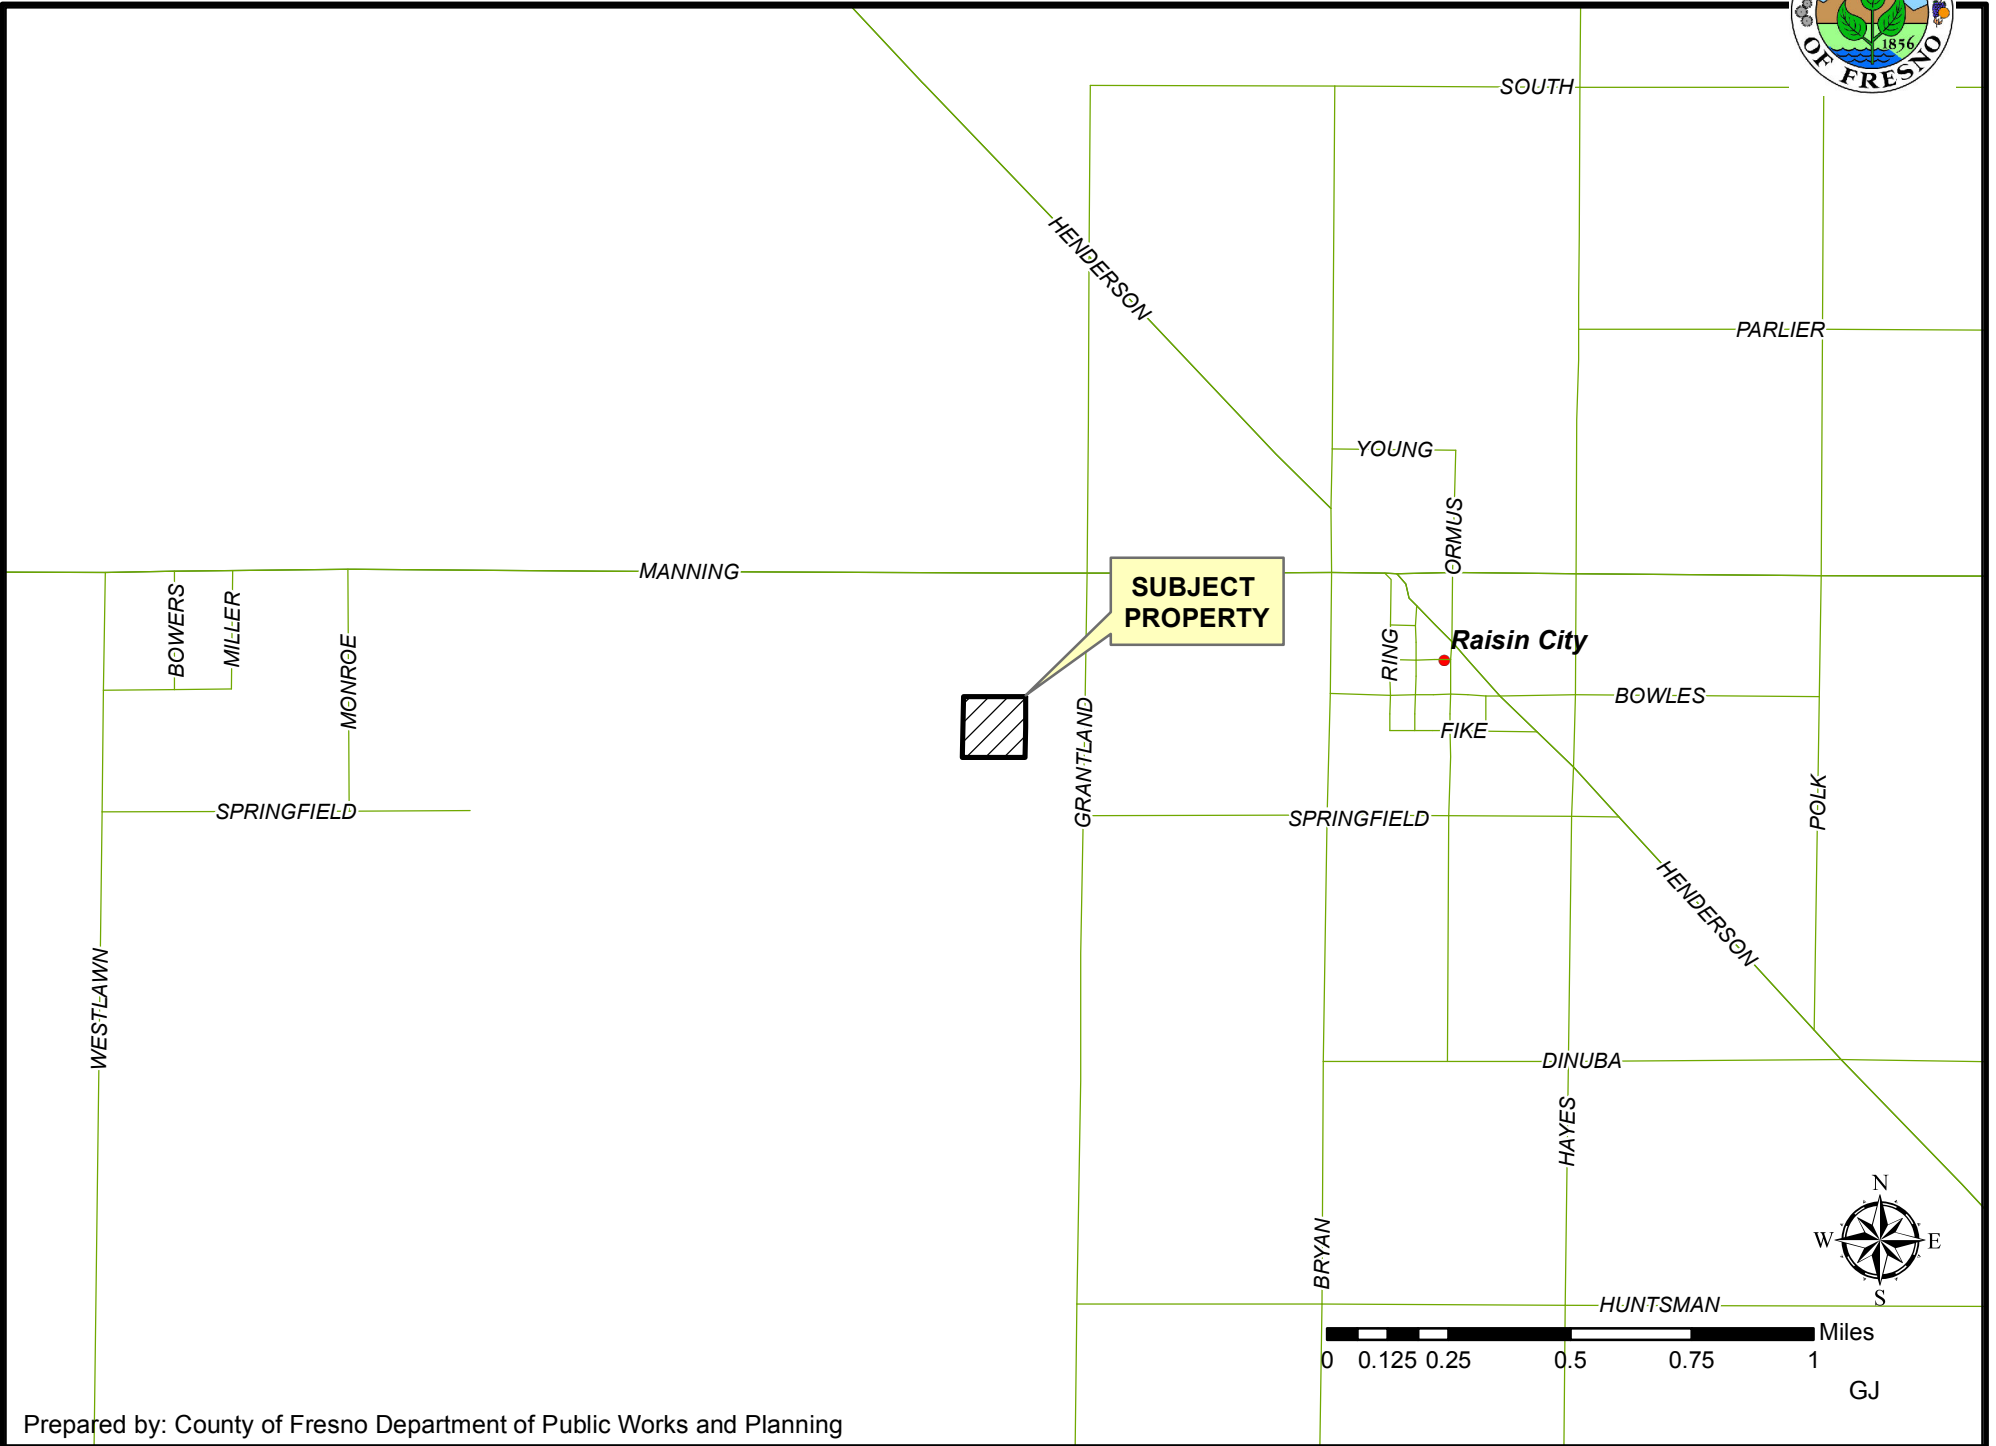 1856
OF FRESNO
SOUTH
HENDERSON
PARLIER
YOUNG
ORMUS
MANNING
SUBJECT
PROPERTY
BOWERS
MILLER
MONROE
RING
Raisin City
BOWLES
GRANTLAND
FIKE
POLK
SPRINGFIELD
SPRINGFIELD
HENDERSON
WESTLAWN
DINUBA
HAYES
BRYAN
N
W E
S
HUNTSMAN
Miles
0 0.125 0.25 0.5 0.75 1
GJ
Prepared by: County of Fresno Department of Public Works and Planning